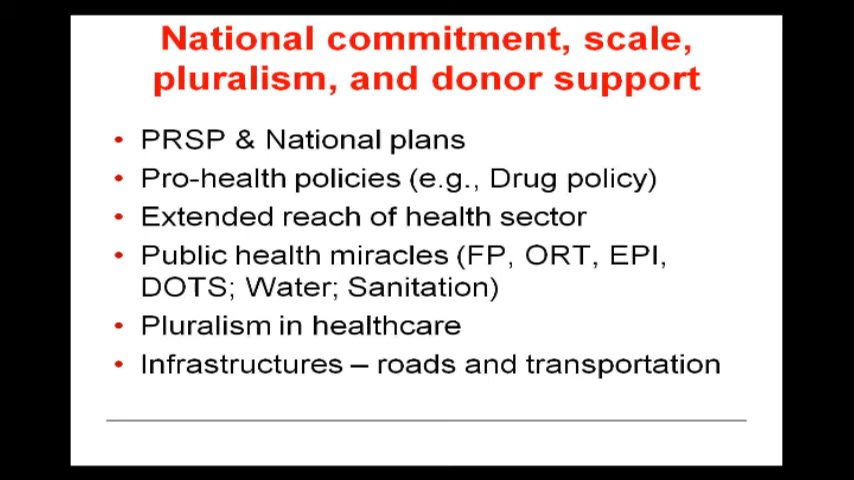 National commitment, scale,
pluralism, and donor support
• PRSP & National plans
• Pro-health policies (e.g., Drug policy)
• Extended reach of health sector
• Public health miracles (FP, ORT, EPI,
DOTS; Water; Sanitation)
• Pluralism in healthcare
• Infrastructures – roads and transportation